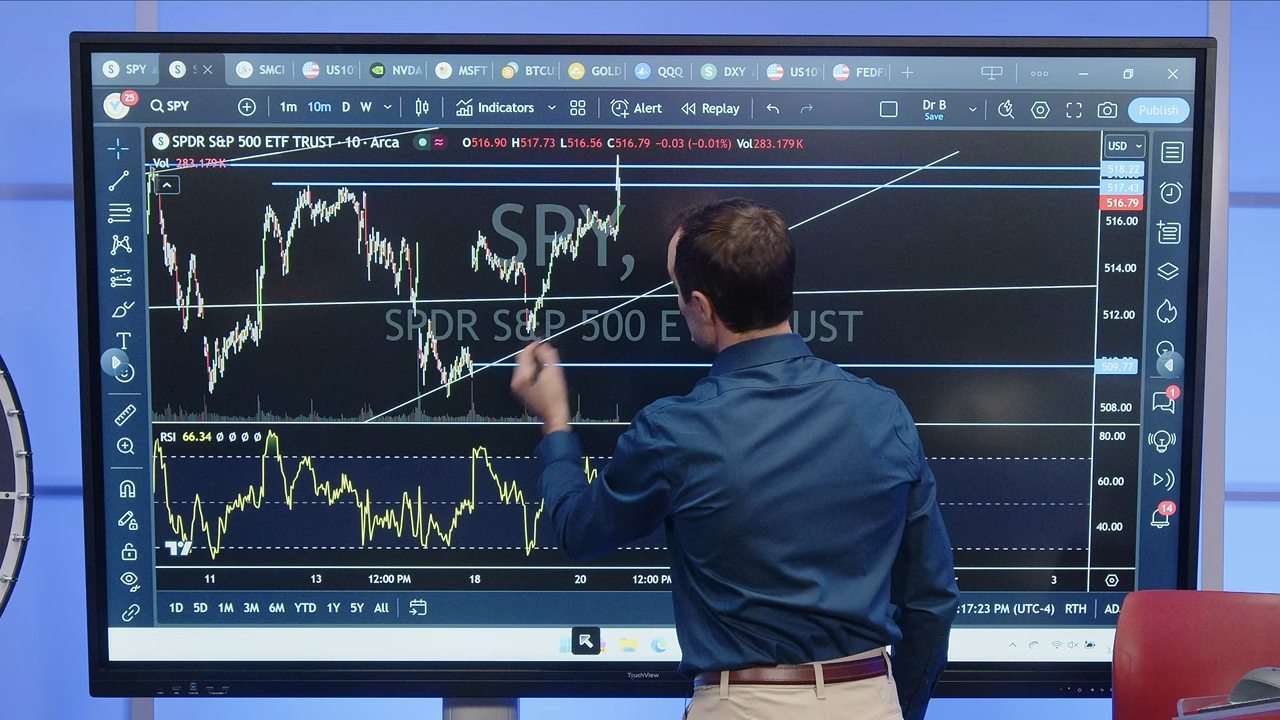 SPY SMCI US10 NVDA MSFT BTCU GOLD QQQ DXY US10 FEDF
25 SPY 1m 10m D W Indicators Alert Replay Dr B Save Publish
SPDR S&P 500 ETF TRUST · 10 · Arca O516.90 H517.73 L516.56 C516.79 −0.03 (−0.01%) Vol283.179K USD
Vol 283.179K
518.22
517.43
516.79
516.00
SPY,
514.00
512.00
SPDR S&P 500 ET UST
509.77
1
508.00
RSI 66.34 Ø Ø Ø Ø
80.00
60.00
14
40.00
11 13 12:00 PM 18 20 12:00 PM 3
1D 5D 1M 3M 6M YTD 1Y 5Y All :17:23 PM (UTC-4) RTH AD
TouchView